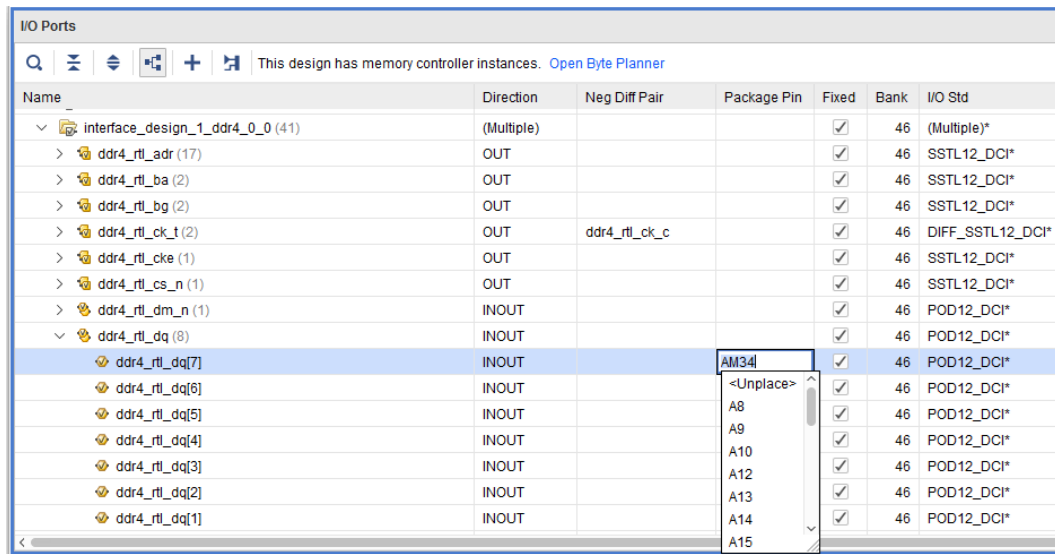 I/O Ports
This design has memory controller instances. Open Byte Planner
Name Direction Neg Diff Pair Package Pin Fixed Bank I/O Std
interface_design_1_ddr4_0_0 (41) (Multiple) 46 (Multiple)*
ddr4_rtl_adr (17) OUT 46 SSTL12_DCI*
ddr4_rtl_ba (2) OUT 46 SSTL12_DCI*
ddr4_rtl_bg (2) OUT 46 SSTL12_DCI*
ddr4_rtl_ck_t (2) OUT ddr4_rtl_ck_c 46 DIFF_SSTL12_DCI*
ddr4_rtl_cke (1) OUT 46 SSTL12_DCI*
ddr4_rtl_cs_n (1) OUT 46 SSTL12_DCI*
ddr4_rtl_dm_n (1) INOUT 46 POD12_DCI*
ddr4_rtl_dq (8) INOUT 46 POD12_DCI*
ddr4_rtl_dq[7] INOUT AM34 46 POD12_DCI*
ddr4_rtl_dq[6] INOUT <Unplace> 46 POD12_DCI*
ddr4_rtl_dq[5] INOUT A8 46 POD12_DCI*
A9
ddr4_rtl_dq[4] INOUT A10 46 POD12_DCI*
ddr4_rtl_dq[3] INOUT A12 46 POD12_DCI*
ddr4_rtl_dq[2] INOUT A13 46 POD12_DCI*
ddr4_rtl_dq[1] INOUT A14 46 POD12_DCI*
A15